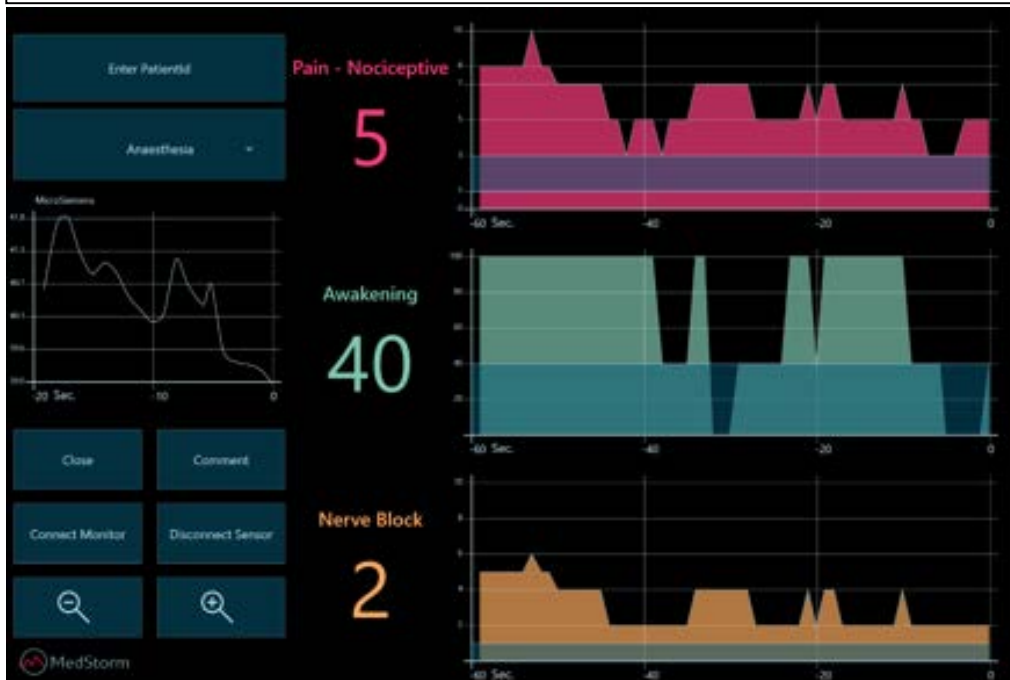 Enter PatientId
Anaesthesia
MicroSiemens
-20 Sec.
-10
0
Close
Comment
Connect Monitor
Disconnect Sensor
MedStorm
Pain - Nociceptive
5
-60 Sec.
-40
-20
0
Awakening
40
100
-60 Sec.
-40
-20
0
Nerve Block
2
-60 Sec.
-40
-20
0